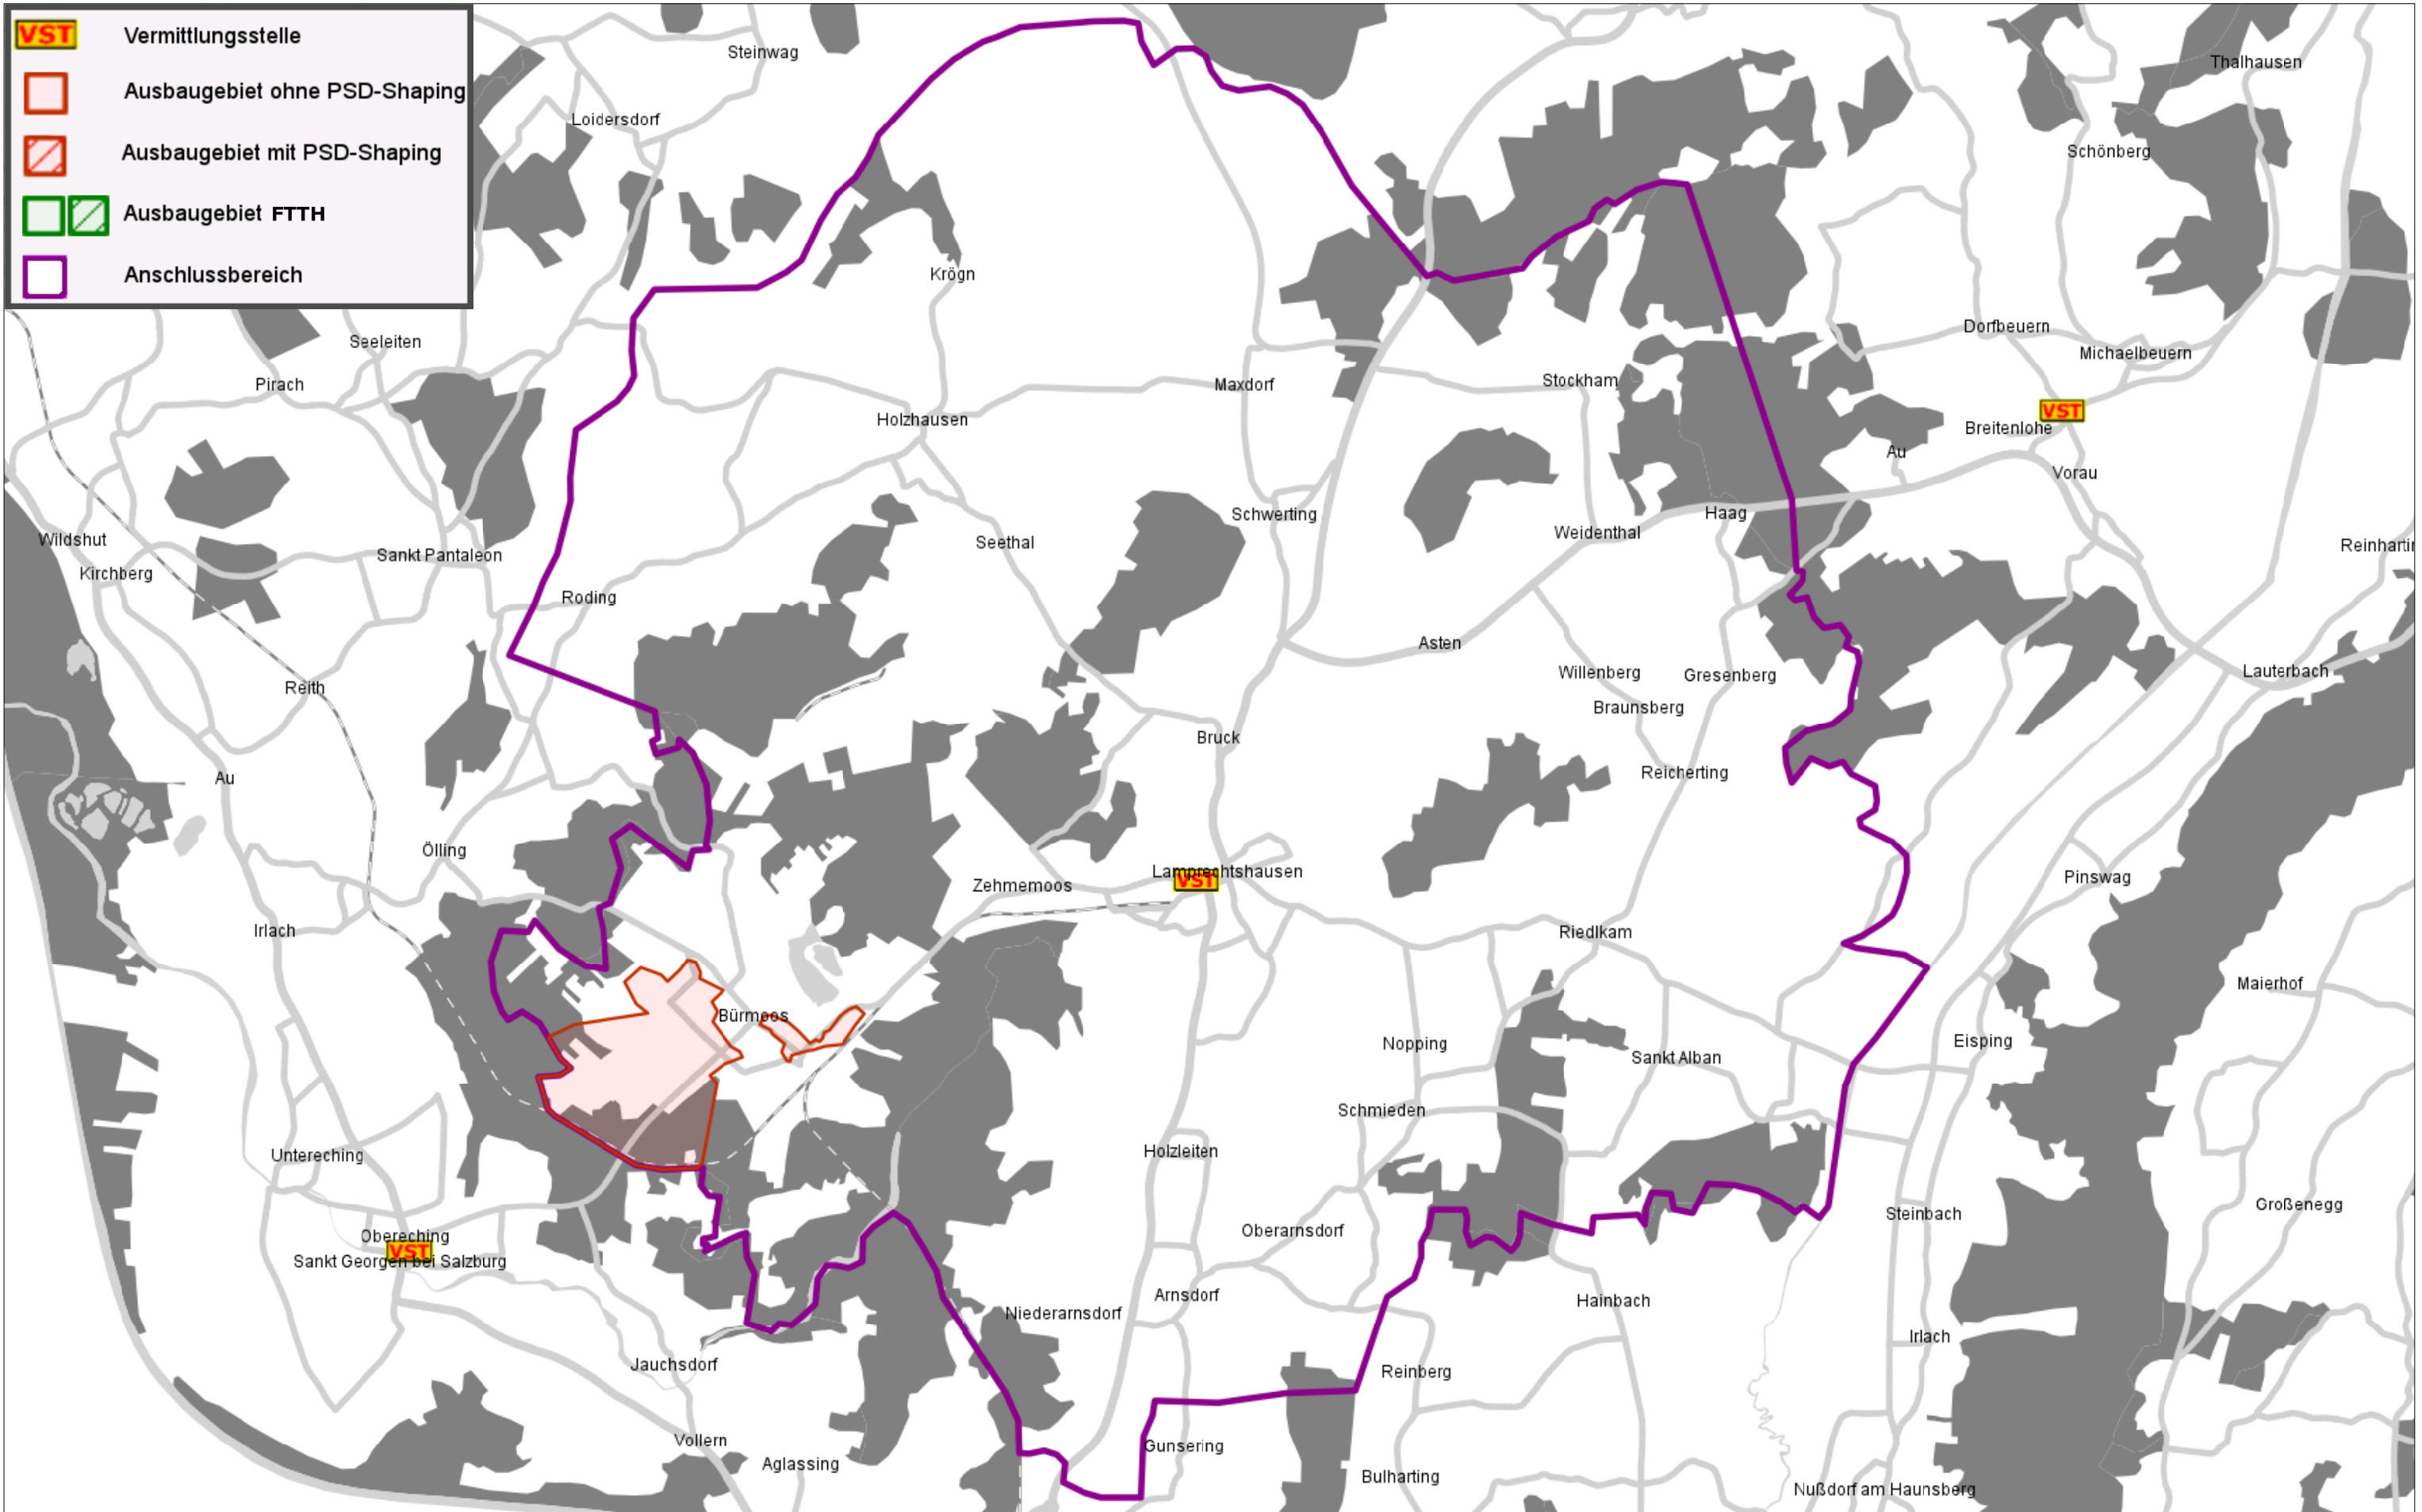 VST Vermittlungsstelle
Ausbaugebiet ohne PSD-Shaping
Ausbaugebiet mit PSD-Shaping
Ausbaugebiet FTTH
Anschlussbereich
Steinwag
Thalhausen
Loidersdorf
Schönberg
Krögn
Dorfbeuern
Seeleiten
Michaelbeuern
Pirach
Maxdorf
Stockham
VST
Holzhausen
Breitenlohe
Au
Vorau
Schwerting
Haag
Weidenthal
Wildshut
Seethal
Sankt Pantaleon
Kirchberg
Roding
Asten
Willenberg
Gresenberg
Lauterbach
Reith
Braunsberg
Bruck
Reicherting
Au
Ölling
Lamprechtshausen
VST
Zehmemoos
Pinswag
Irlach
Riedlkam
Maierhof
Bürmoos
Nopping
Eisping
Sankt Alban
Schmieden
Holzleiten
Untereching
Großenegg
Steinbach
Oberarnsdorf
Obereching
VST
Sankt Georgen bei Salzburg
Arnsdorf
Hainbach
Niederarnsdorf
Irlach
Jauchsdorf
Reinberg
Vollern
Gunsering
Aglassing
Bulharting
Nußdorf am Haunsberg